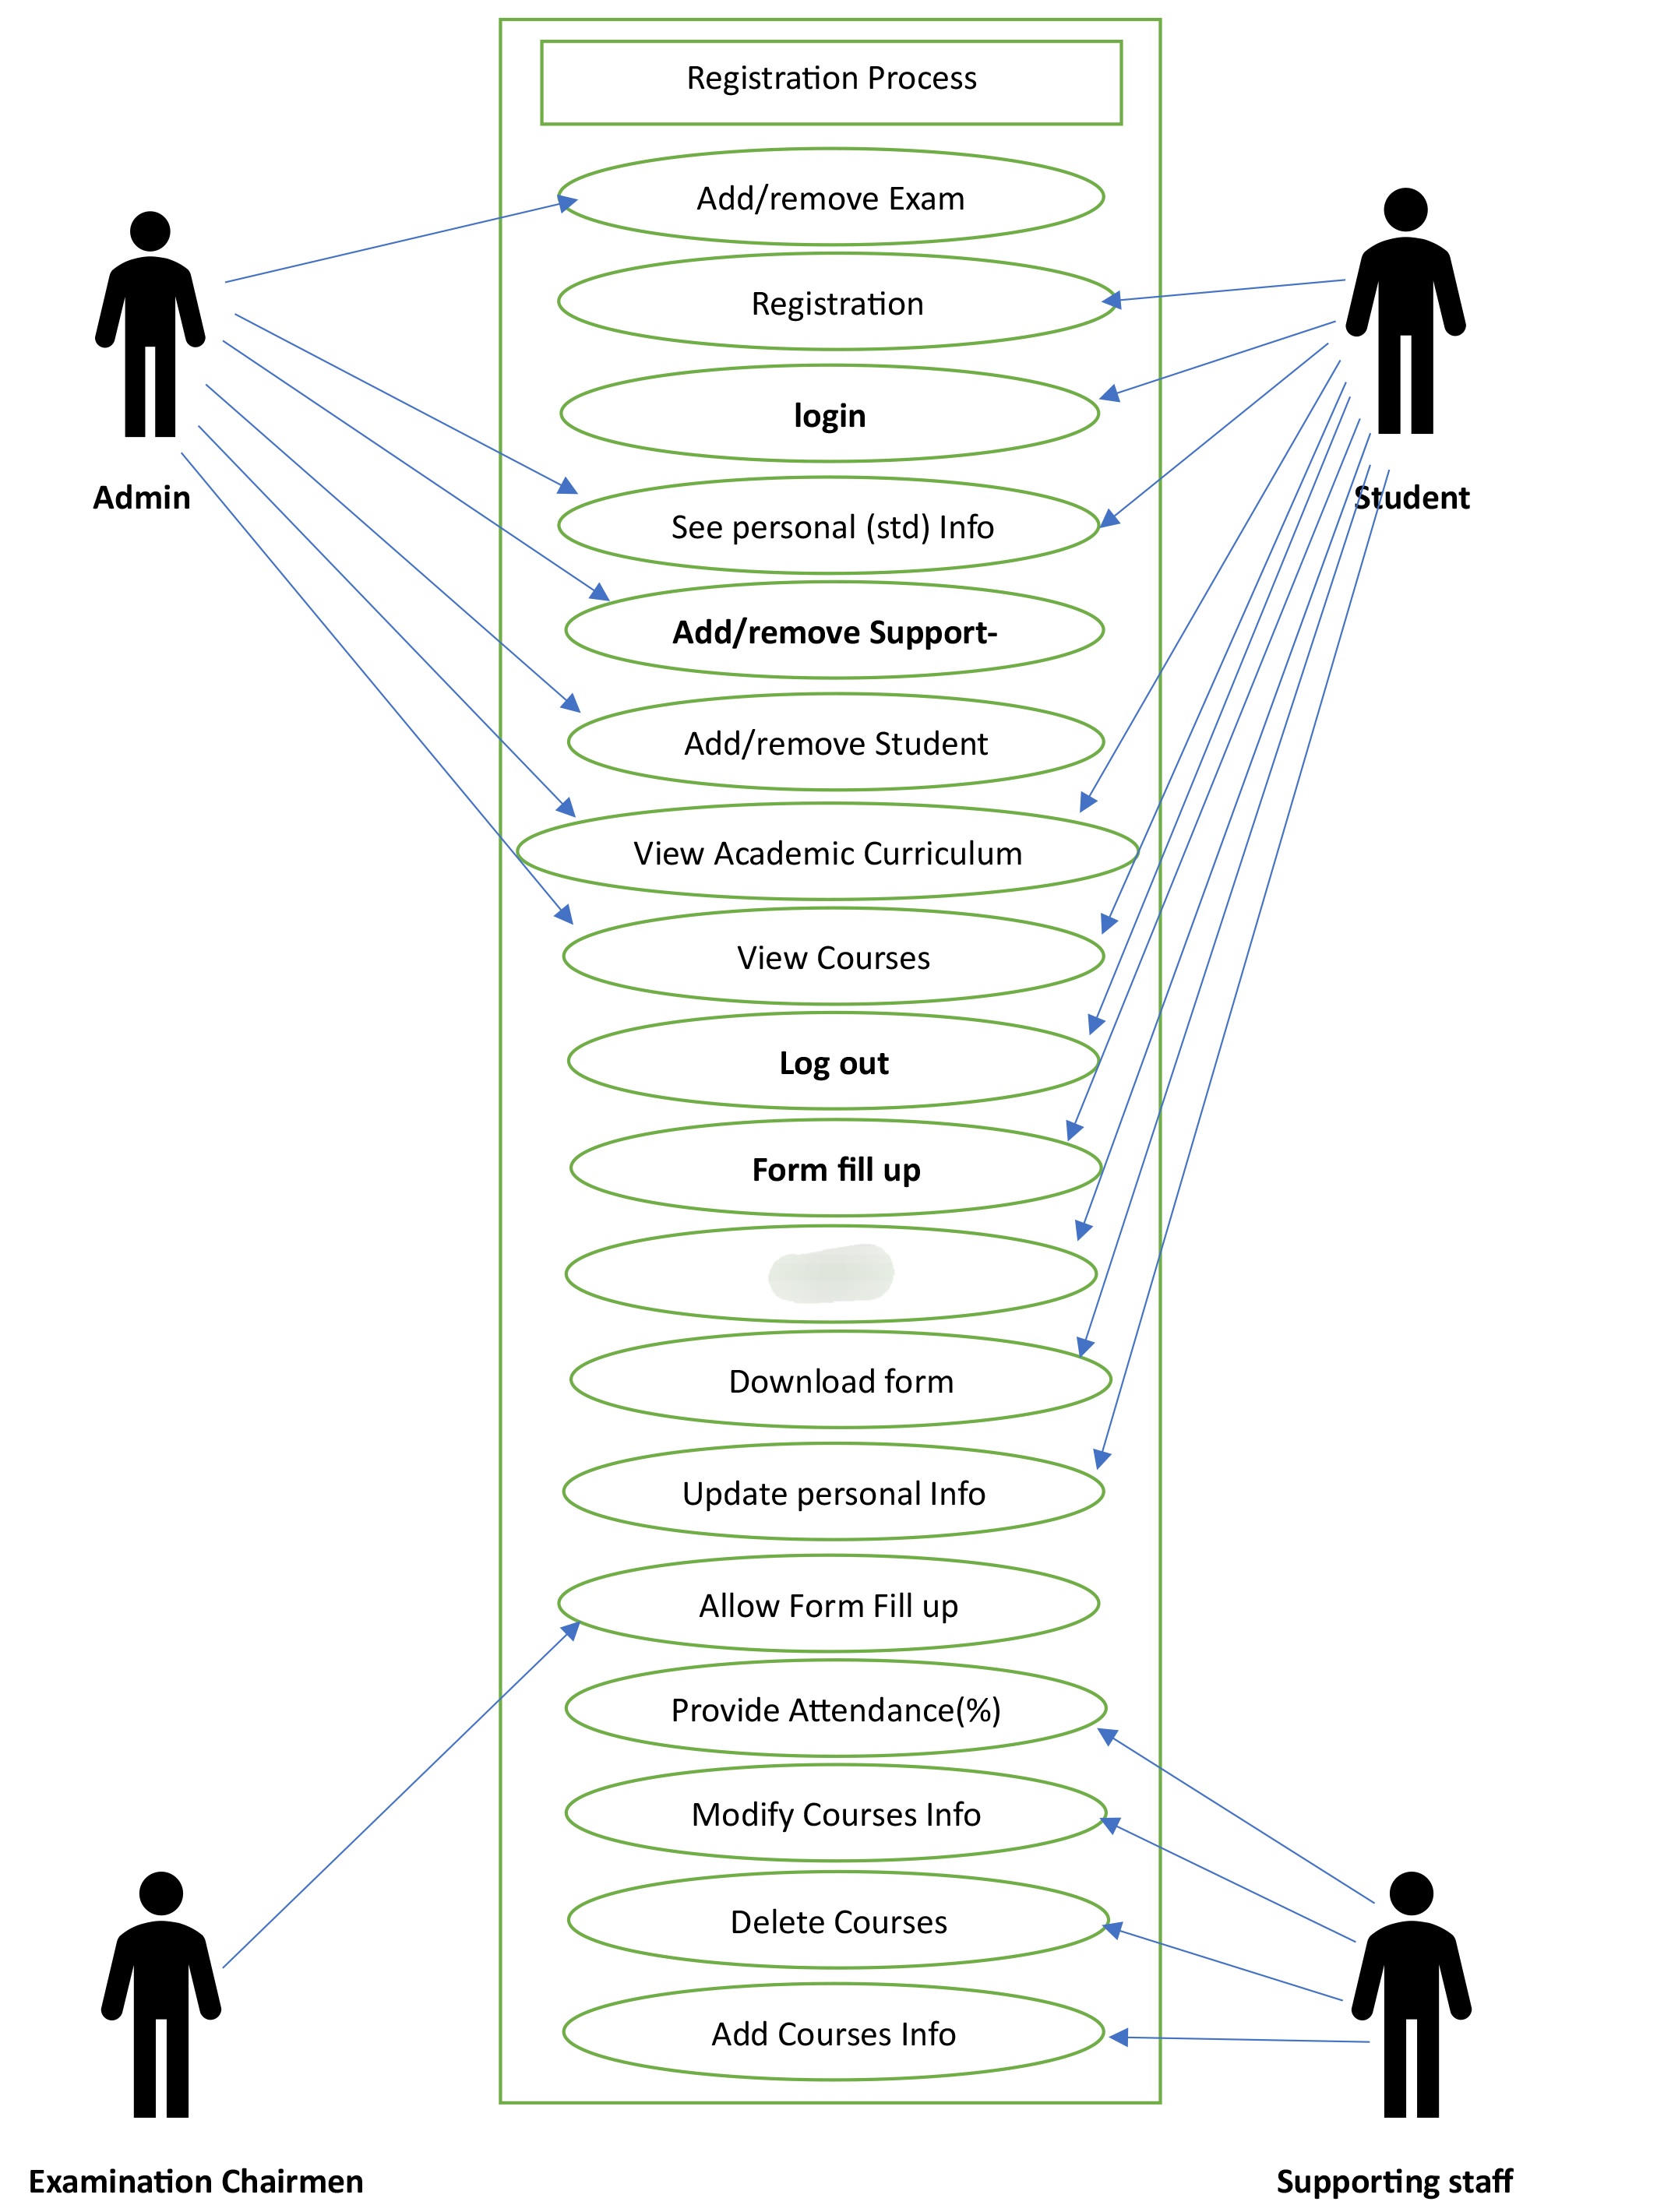 Registration Process
Add/remove Exam
Registration
login
Admin
Student
See personal (std) Info
Add/remove Support-
Add/remove Student
View Academic Curriculum
View Courses
Log out
Form fill up
Download form
Update personal Info
Allow Form Fill up
Provide Attendance(%)
Modify Courses Info
Delete Courses
Add Courses Info
Examination Chairmen
Supporting staff